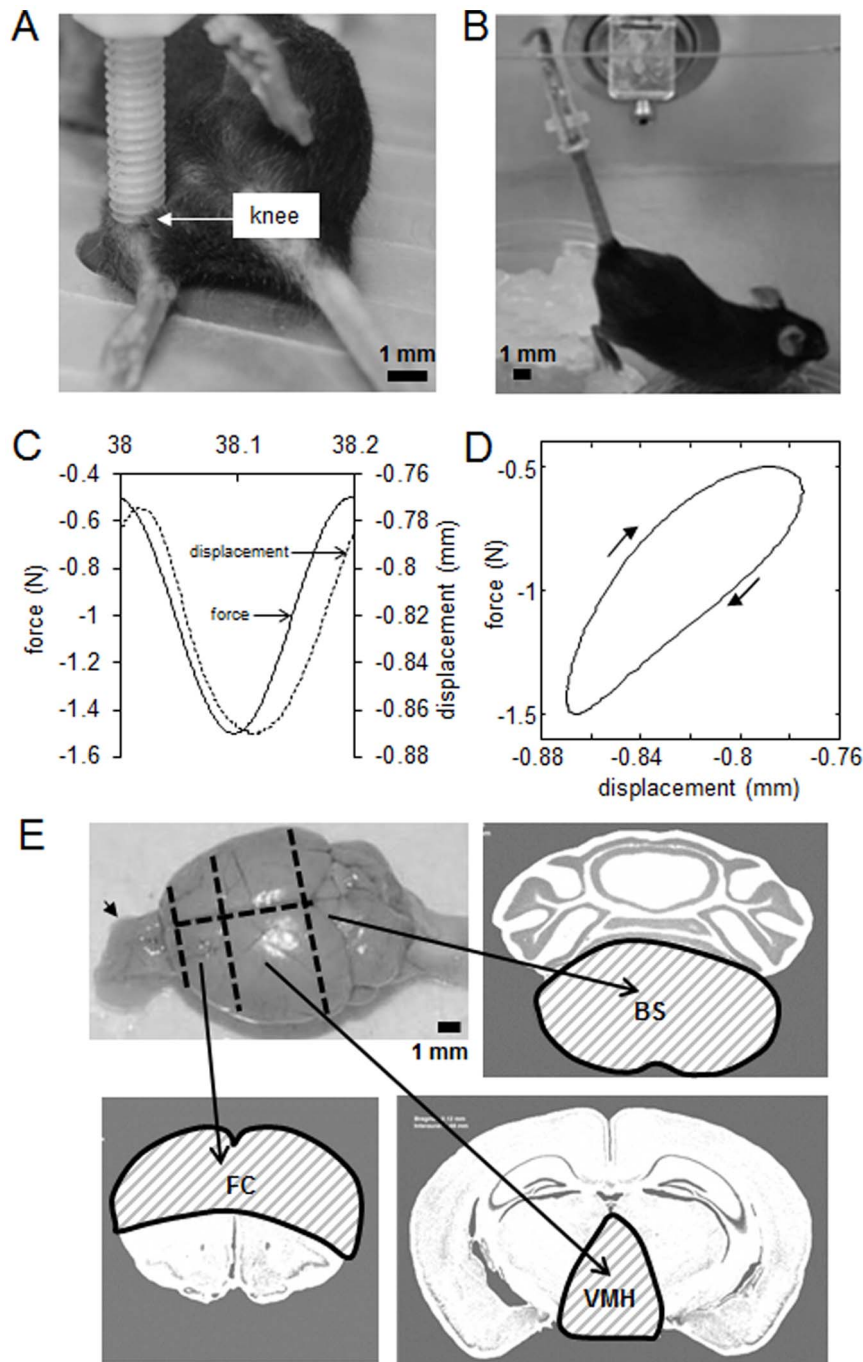 A
knee
1 mm
B
1 mm
C
38 38.1 38.2
-0.4
-0.6
-0.8
-1
-1.2
-1.4
-1.6
force (N)
displacement
force
-0.76
-0.78
-0.8
-0.82
-0.84
-0.86
-0.88
displacement (mm)
D
-0.5
-1
-1.5
force (N)
-0.88 -0.84 -0.8 -0.76
displacement (mm)
E
1 mm
BS
FC
VMH